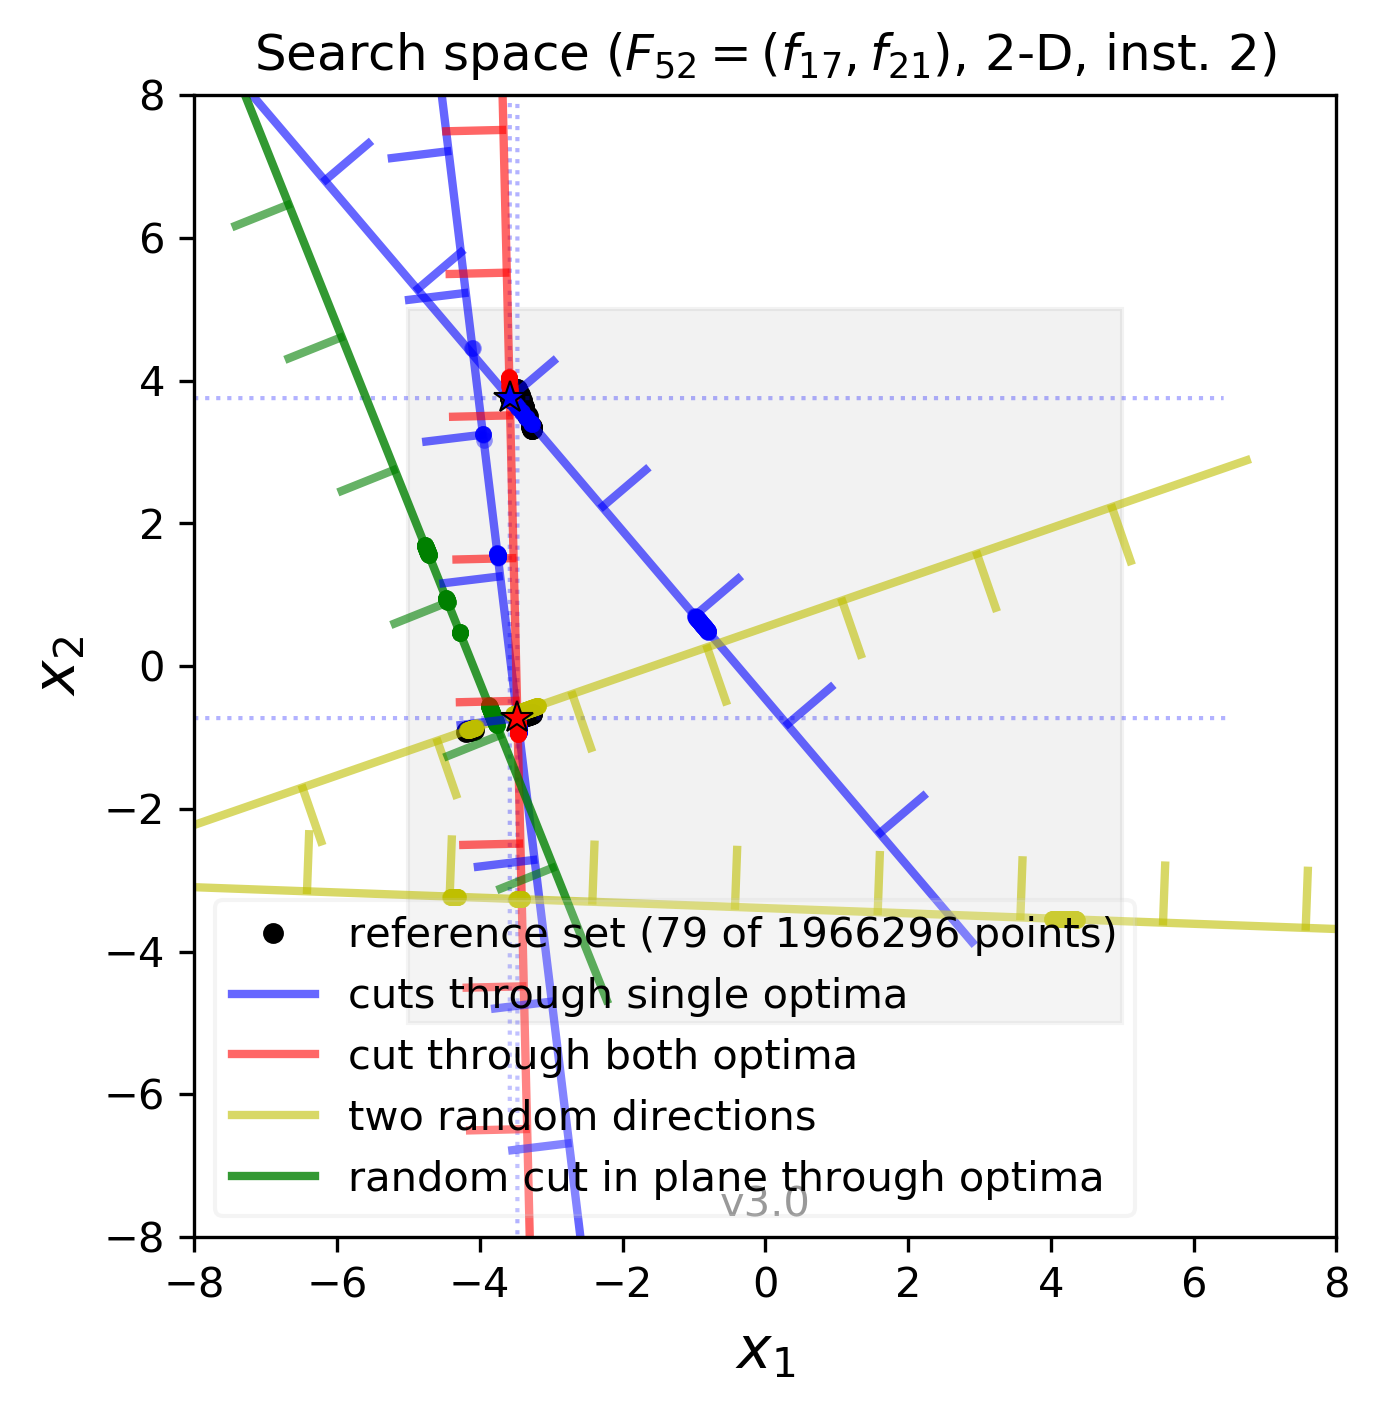 Search space (F52 = (f17, f21), 2-D, inst. 2)
8
6
4
2
0
−2
−4
−6
−8
x2
reference set (79 of 1966296 points)
cuts through single optima
cut through both optima
two random directions
random cut in plane through optima
v3.0
−8 −6 −4 −2 0 2 4 6 8
x1